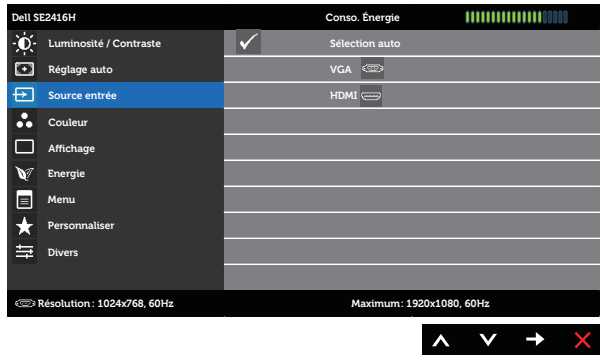 Dell SE2416H Conso. Énergie
Luminosité / Contraste Sélection auto
Réglage auto VGA
Source entrée HDMI
Couleur
Affichage
Energie
Menu
Personnaliser
Divers
Résolution : 1024x768, 60Hz Maximum: 1920x1080, 60Hz